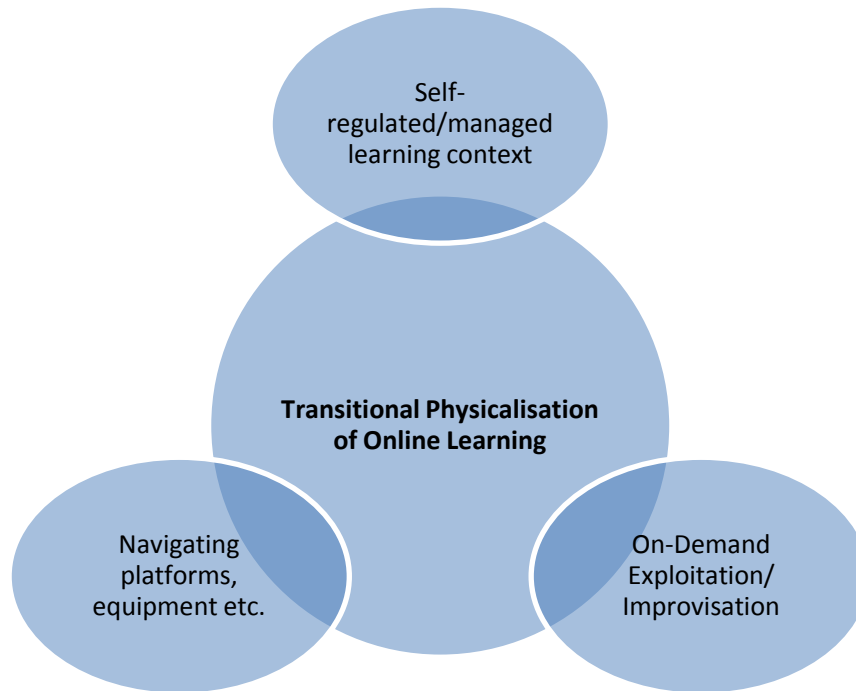 Self-
regulated/managed
learning context
Transitional Physicalisation
of Online Learning
Navigating
platforms,
equipment etc.
On-Demand
Exploitation/
Improvisation